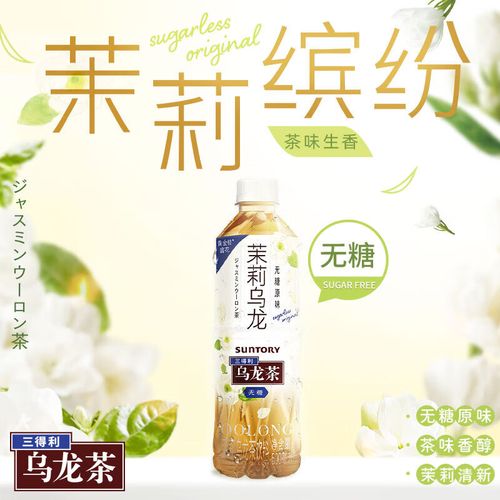 sugarless
original
茉莉缤纷
茶味生香
ジャスミンウーロン茶
无糖
SUGAR FREE
茉莉乌龙
ジャスミンウーロン茶
无糖原味
sugarless
original
SUNTORY
三得利
乌龙茶
无糖
OOLONG
三得利
乌龙茶
无糖原味
茶味香醇
茉莉清新